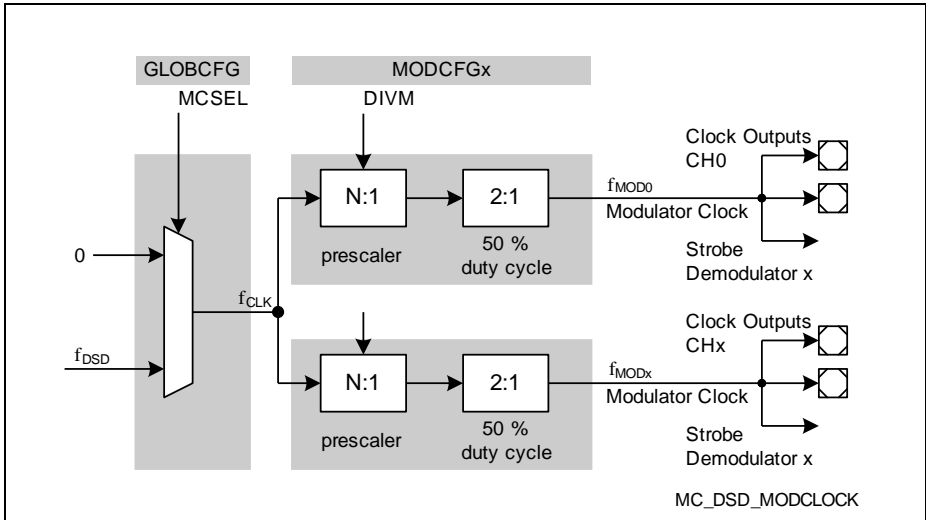 GLOBCFG
MODCFGx
MCSEL
DIVM
Clock Outputs
CH0
N:1
2:1
fMOD0
Modulator Clock
prescaler
50 %
duty cycle
Strobe
Demodulator x
0
fCLK
fDSD
Clock Outputs
CHx
N:1
2:1
fMODx
Modulator Clock
prescaler
50 %
duty cycle
Strobe
Demodulator x
MC_DSD_MODCLOCK